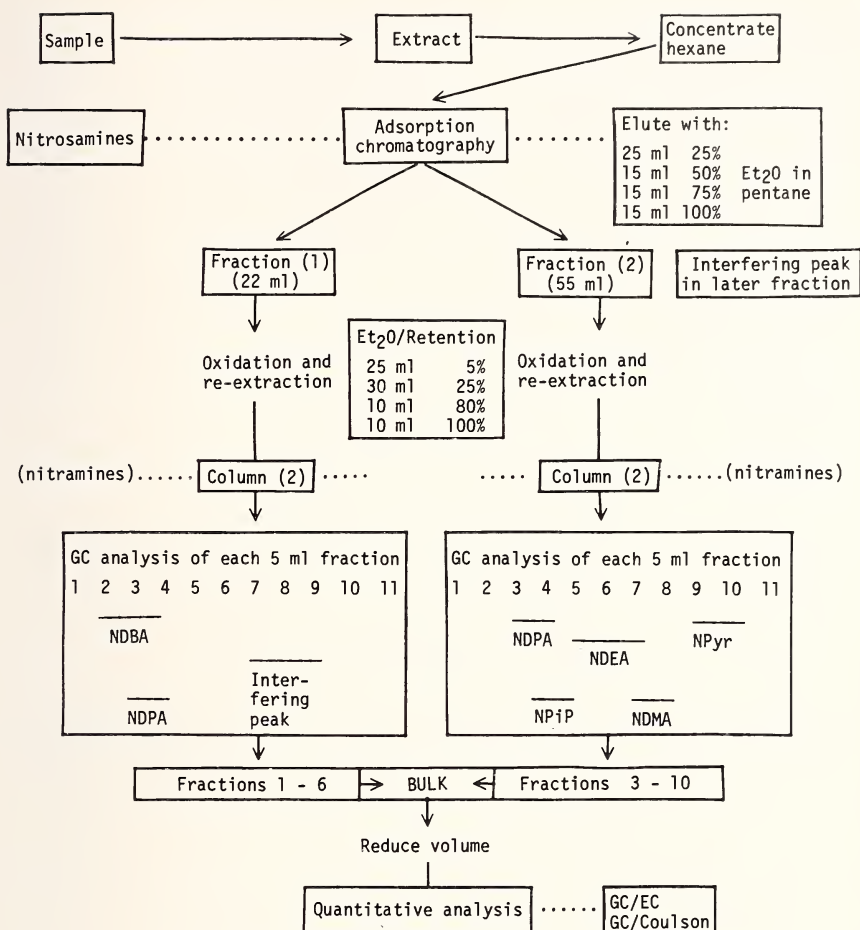 Sample
Extract
Concentrate
hexane
Nitrosamines
Adsorption
chromatography
Elute with:
25 ml 25%
15 ml 50% Et2O in
15 ml 75% pentane
15 ml 100%
Fraction (1)
(22 ml)
Fraction (2)
(55 ml)
Interfering peak
in later fraction
Oxidation and
re-extraction
Et2O/Retention
25 ml 5%
30 ml 25%
10 ml 80%
10 ml 100%
Oxidation and
re-extraction
(nitramines)...... Column (2) .....
..... Column (2) ......(nitramines)
GC analysis of each 5 ml fraction
1 2 3 4 5 6 7 8 9 10 11
NDBA
Inter-
fering
peak
NDPA
GC analysis of each 5 ml fraction
1 2 3 4 5 6 7 8 9 10 11
NDPA
NPyr
NDEA
NPiP
NDMA
Fractions 1 - 6
BULK
Fractions 3 - 10
Reduce volume
Quantitative analysis ...... GC/EC
GC/Coulson